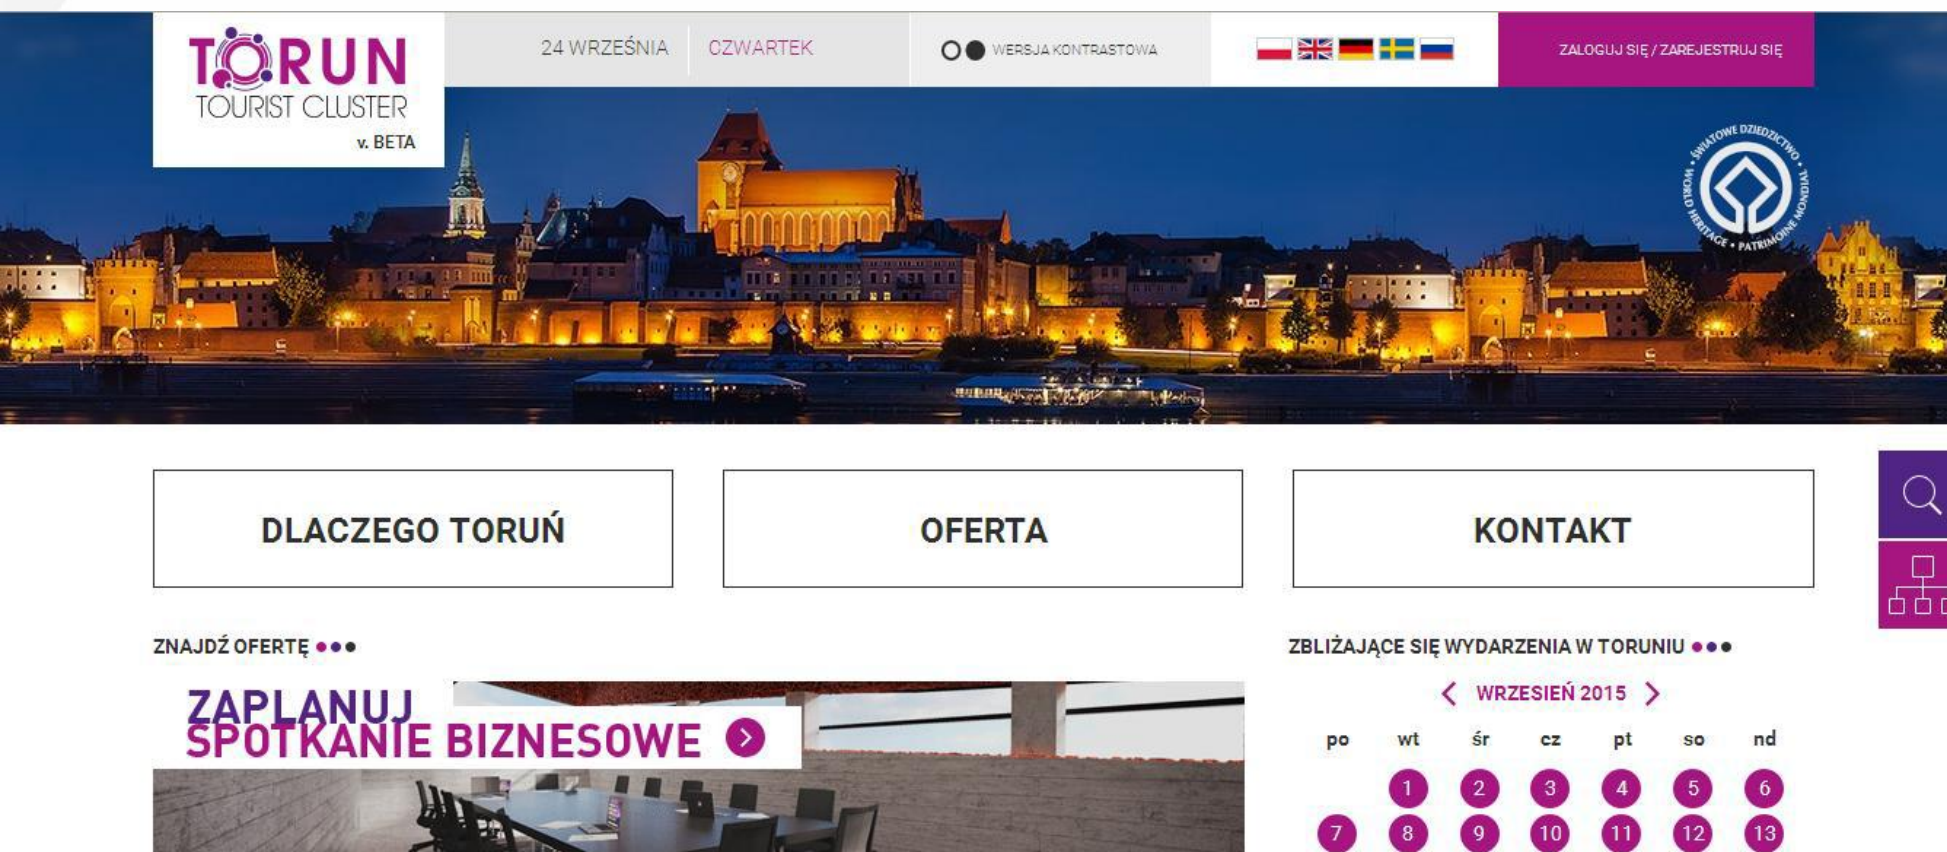 TORUN
TOURIST CLUSTER
v. BETA
24 WRZEŚNIA
CZWARTEK
WERSJA KONTRASTOWA
ZALOGUJ SIĘ / ZAREJESTRUJ SIĘ
ŚWIATOWE DZIEDZICTWO • WORLD HERITAGE • PATRIMOINE MONDIAL •
DLACZEGO TORUŃ
OFERTA
KONTAKT
ZNAJDŹ OFERTĘ
ZBLIŻAJĄCE SIĘ WYDARZENIA W TORUNIU
ZAPLANUJ
SPOTKANIE BIZNESOWE
WRZESIEŃ 2015
po wt śr cz pt so nd
1 2 3 4 5 6
7 8 9 10 11 12 13